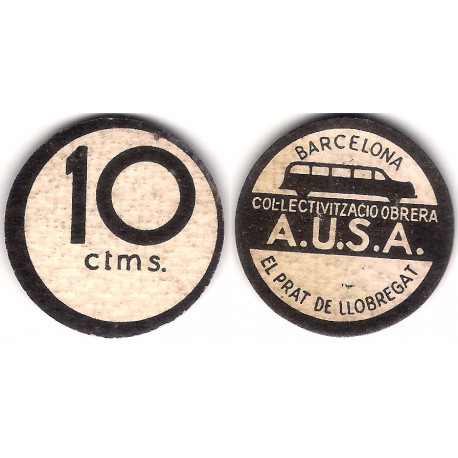 10
ctms.
BARCELONA
COL·LECTIVITZACIO OBRERA
A.U.S.A.
EL PRAT DE LLOBREGAT